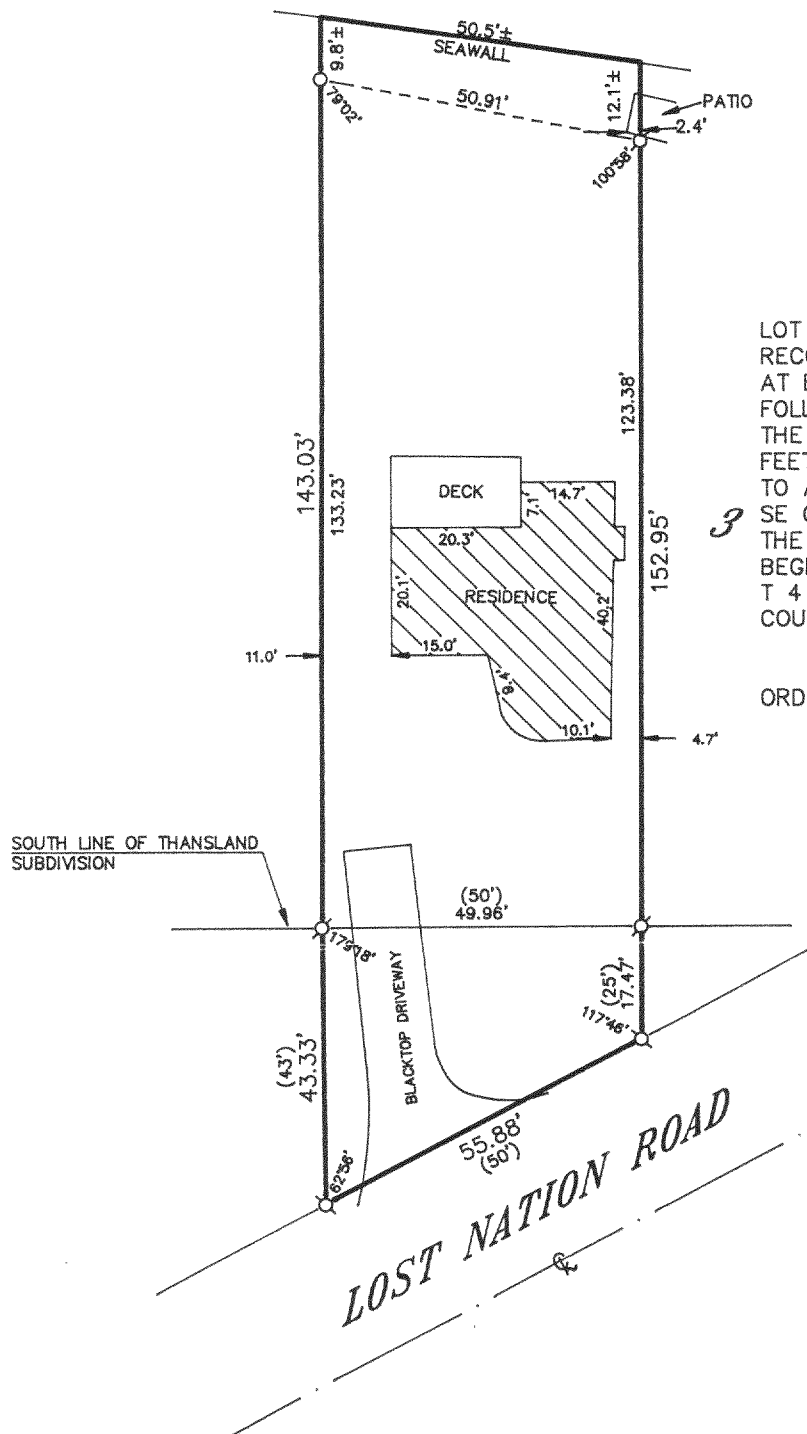 50.5'±
SEAWALL
9.8'±
12.1'±
PATIO
50.91'
2.4'
79°02'
100°58'
LOT
RECO
AT E
FOLL
THE
FEET
TO A
SE C
THE
BEGI
T 4
COU
ORD
3
123.38'
143.03'
133.23'
152.95'
DECK
7.1'
14.7'
20.3'
20.1'
RESIDENCE
40.2'
11.0'
15.0'
9.4'
10.1'
4.7'
SOUTH LINE OF THANSLAND
SUBDIVISION
(50')
49.96'
179°18'
(25')
17.47'
117°46'
BLACKTOP DRIVEWAY
(43')
43.33'
55.88'
(50')
62°56'
LOST NATION ROAD